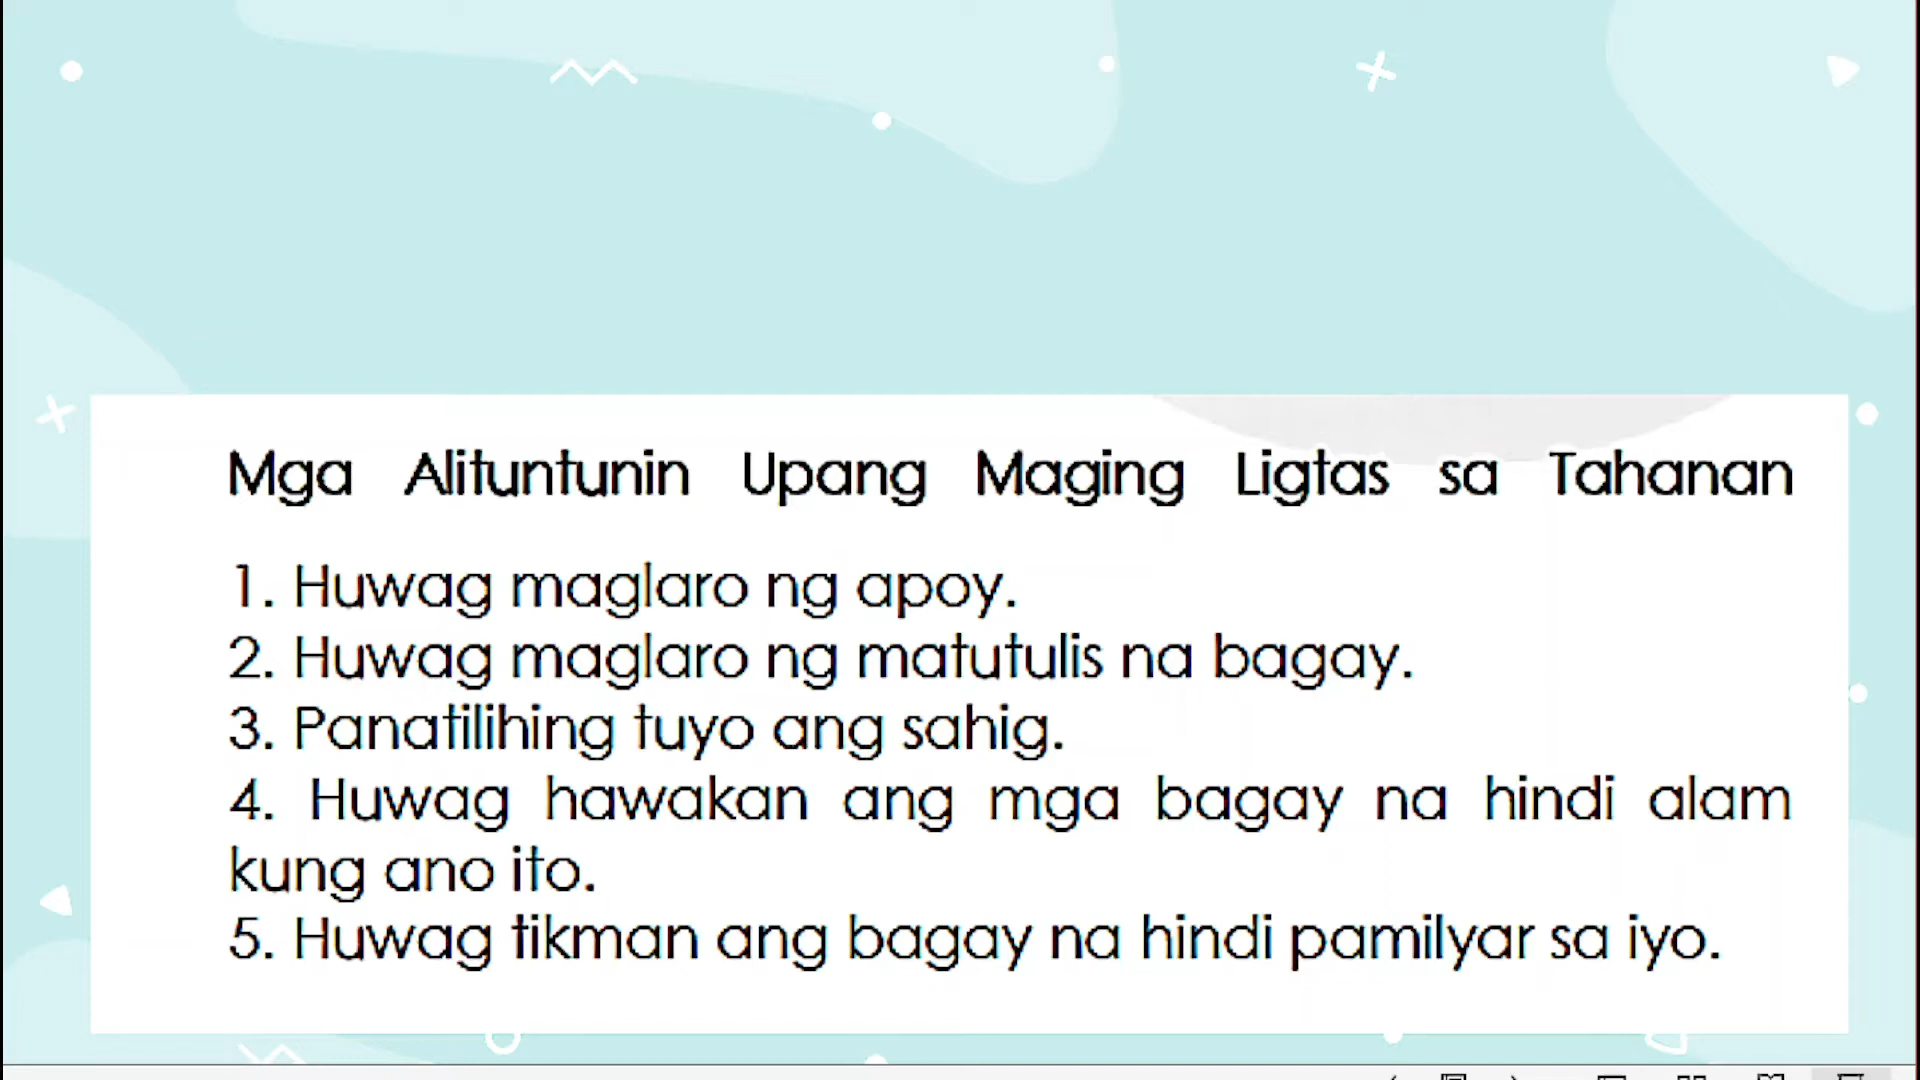 Mga Alituntunin Upang Maging Ligtas sa Tahanan
1. Huwag maglaro ng apoy.
2. Huwag maglaro ng matutulis na bagay.
3. Panatilihing tuyo ang sahig.
4. Huwag hawakan ang mga bagay na hindi alam
kung ano ito.
5. Huwag tikman ang bagay na hindi pamilyar sa iyo.